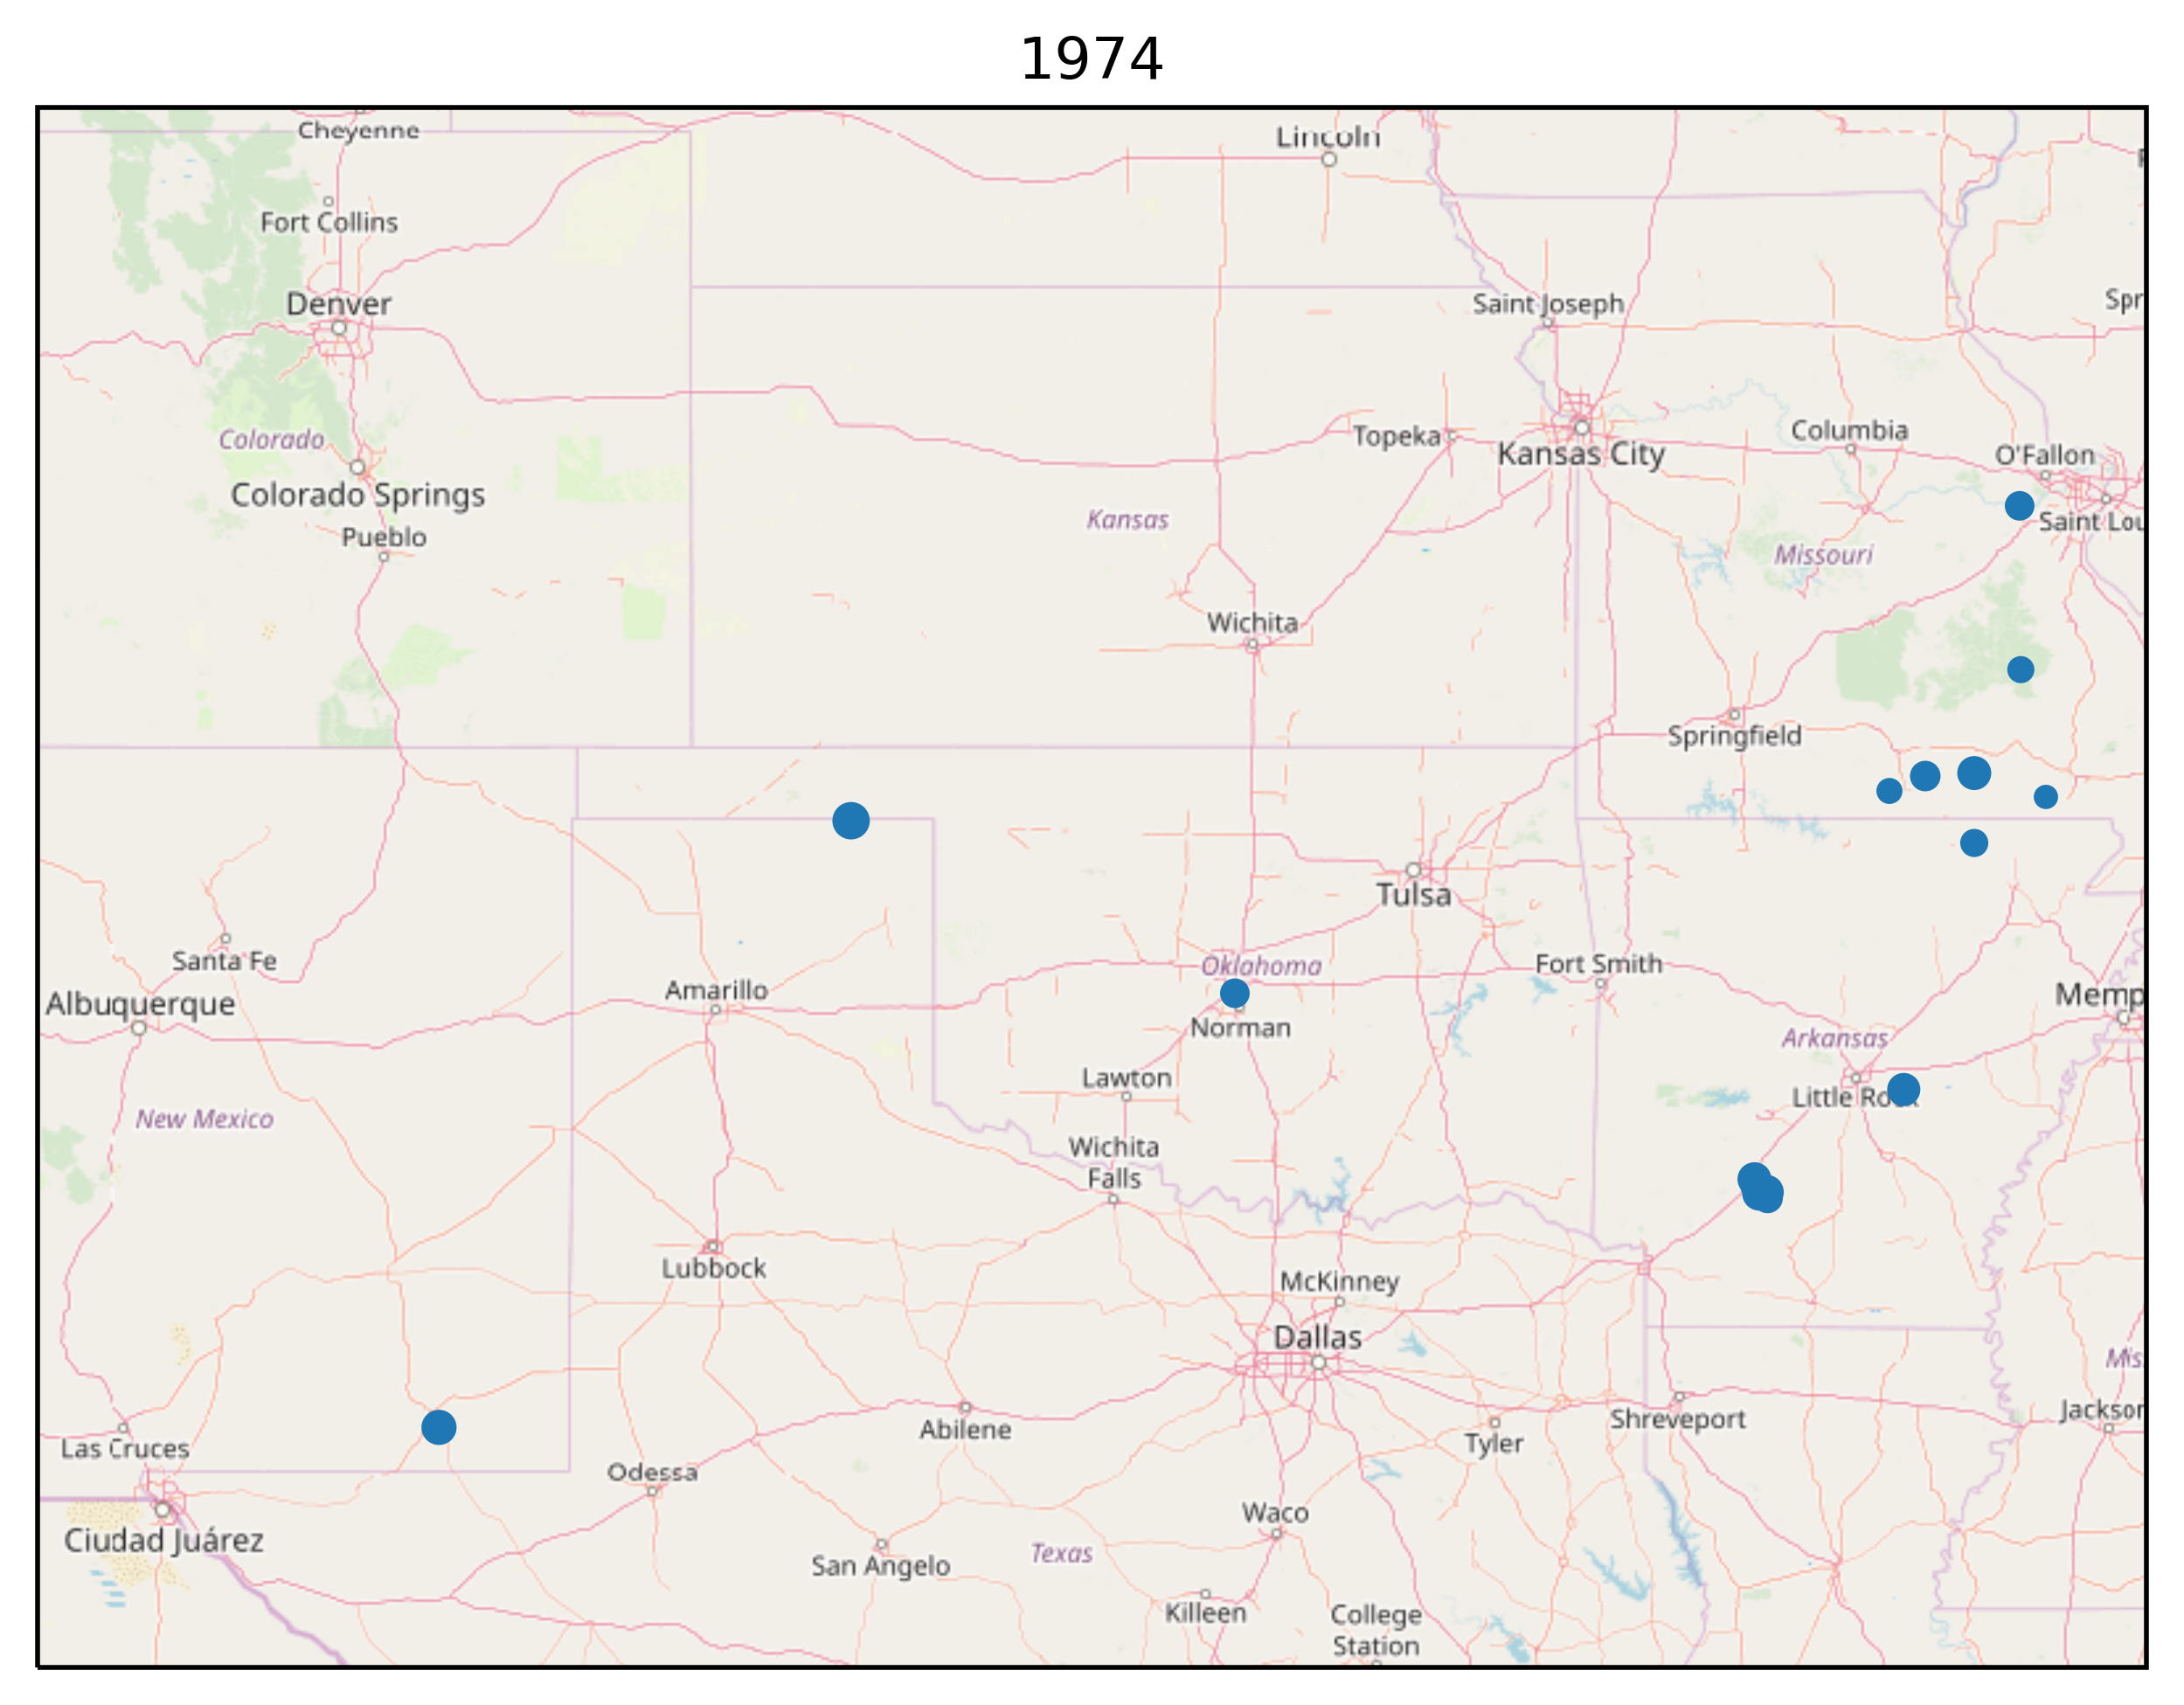 1974
Cheyenne
Lincoln
Fort Collins
Denver
Saint Joseph
Spr
Colorado
Topeka
Kansas City
Columbia
O'Fallon
Colorado Springs
Kansas
Saint Lou
Pueblo
Missouri
Wichita
Springfield
Tulsa
Santa Fe
Oklahoma
Fort Smith
Albuquerque
Amarillo
Memp
Norman
Arkansas
Lawton
Little Rock
New Mexico
Wichita
Falls
Lubbock
McKinney
Dallas
Mis
Las Cruces
Abilene
Shreveport
Jackson
Tyler
Odessa
Ciudad Juárez
Waco
San Angelo
Texas
Killeen
College
Station